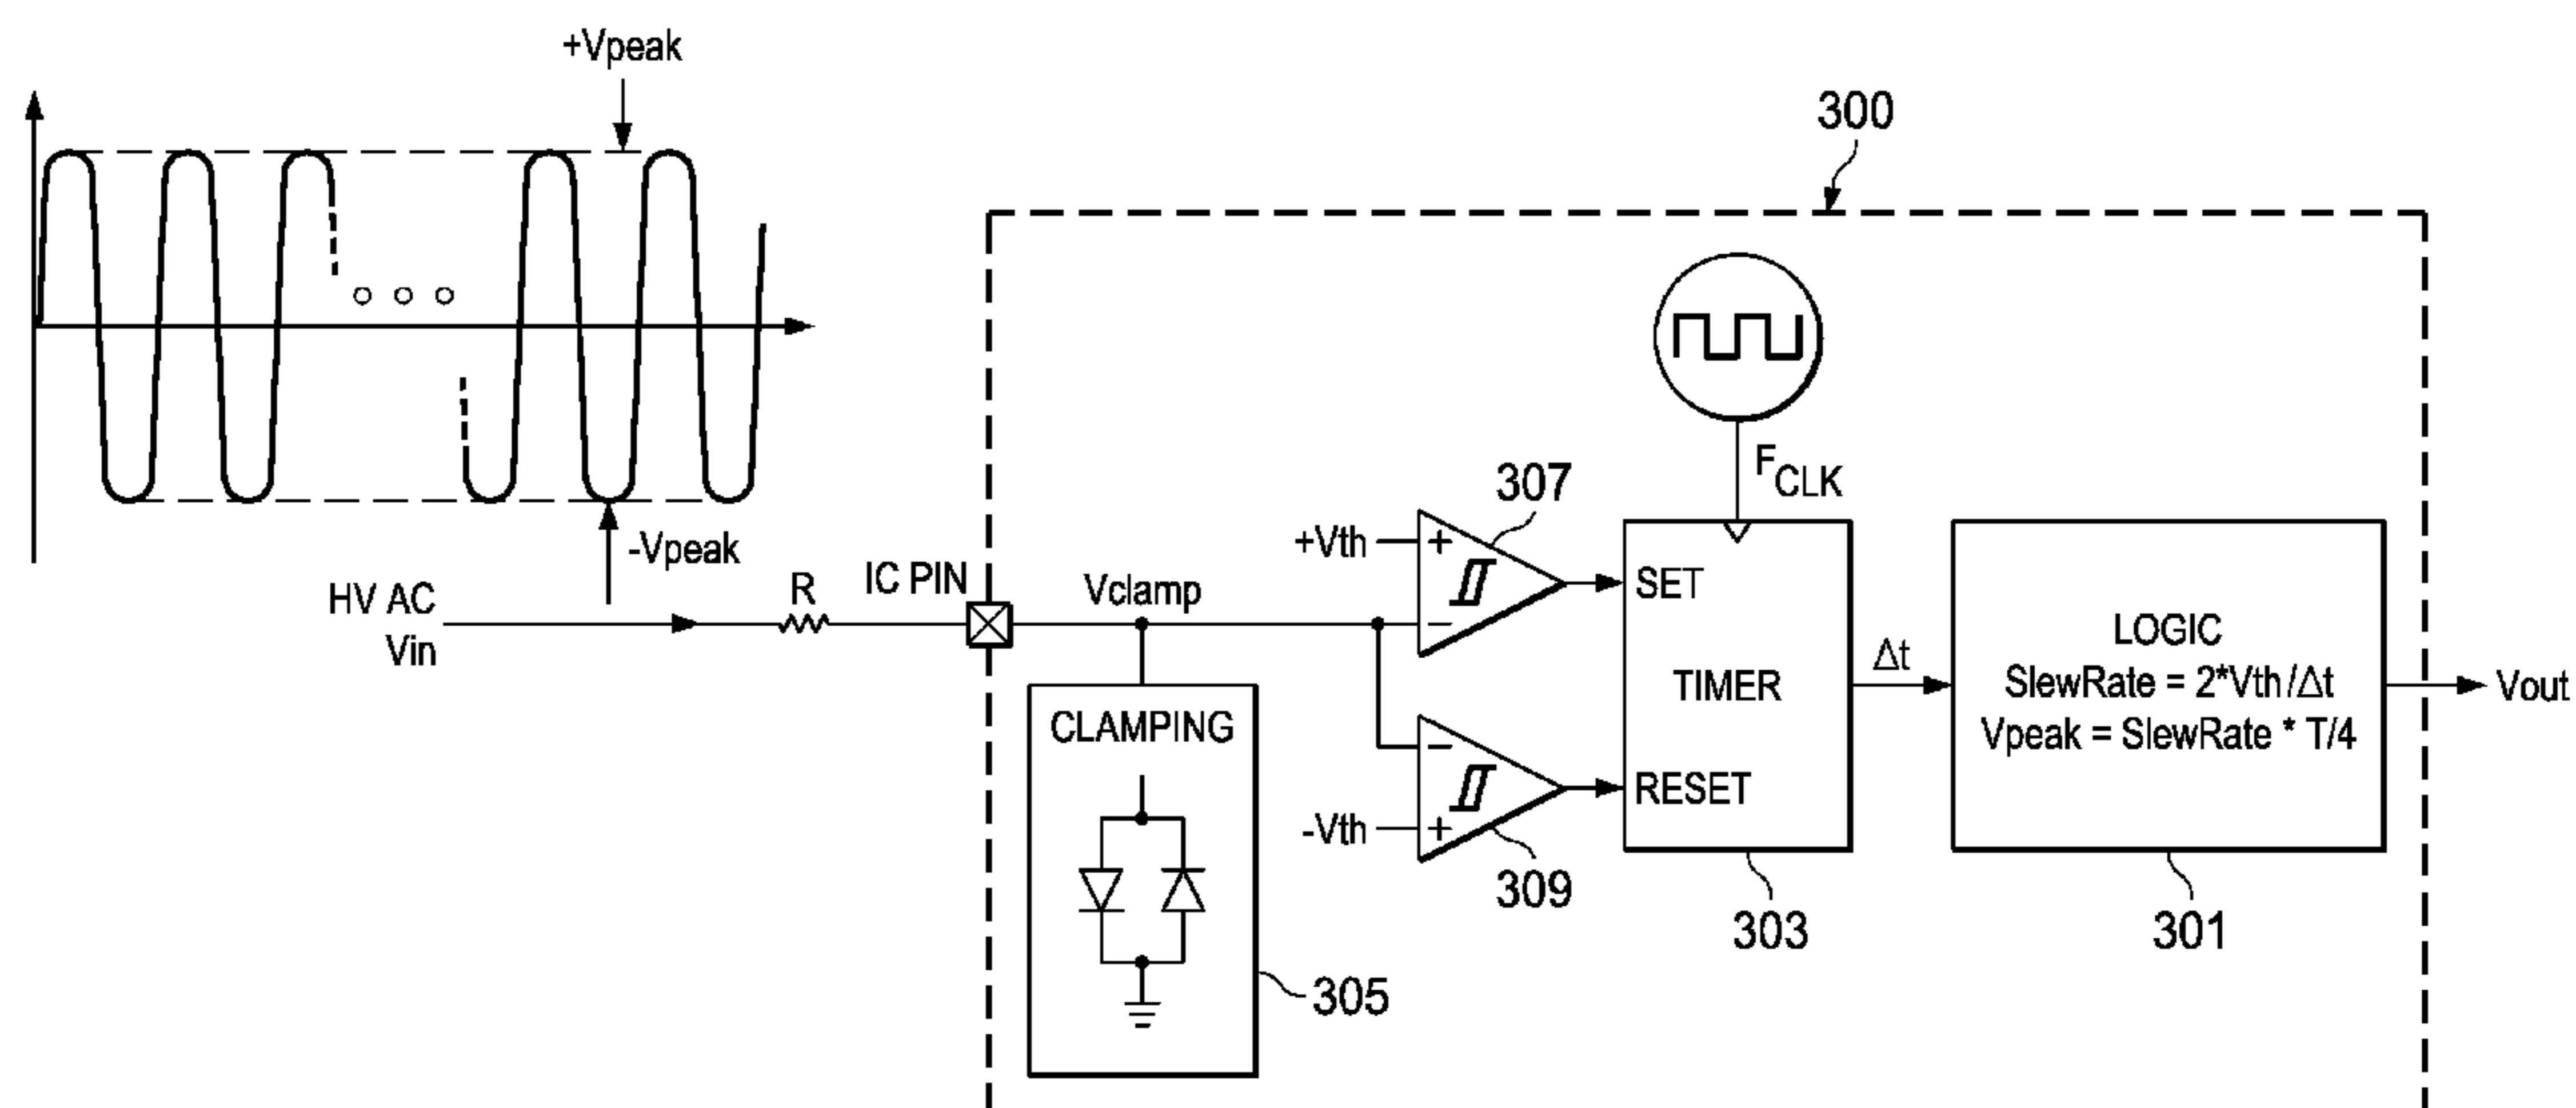 +Vpeak
-Vpeak
300
HV AC
Vin
R
IC PIN
Vclamp
CLAMPING
305
+Vth
+
-
307
-
-Vth
+
309
FCLK
SET
TIMER
RESET
303
Δt
LOGIC
SlewRate = 2*Vth/Δt
Vpeak = SlewRate * T/4
301
Vout